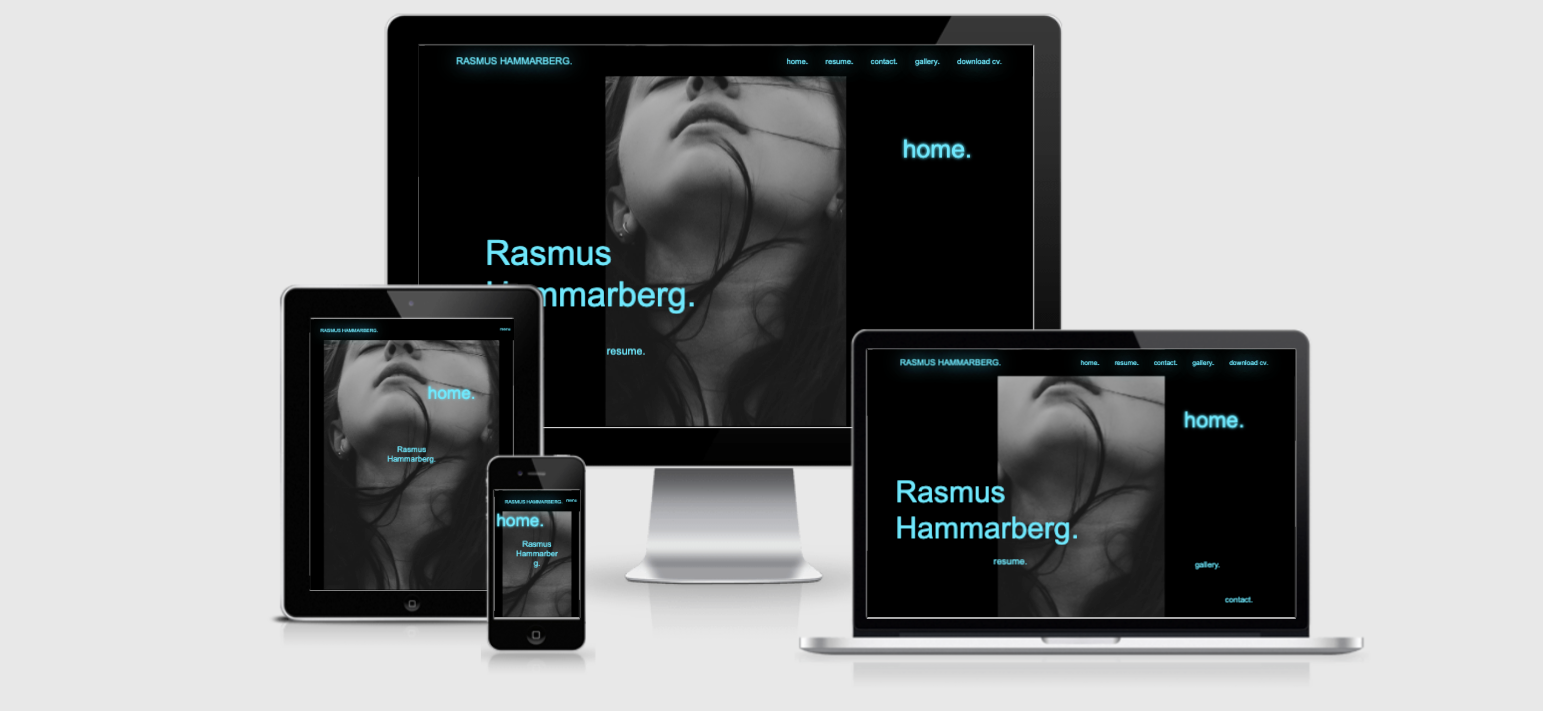 RASMUS HAMMARBERG.
home. resume. contact. gallery. download cv.
home.
Rasmus
Hammarberg.
resume.
RASMUS HAMMARBERG.
menu
home.
Rasmus
Hammarberg.
RASMUS HAMMARBERG.
menu
home.
Rasmus
Hammarber
g.
RASMUS HAMMARBERG.
home. resume. contact. gallery. download cv.
home.
Rasmus
Hammarberg.
resume.
gallery.
contact.